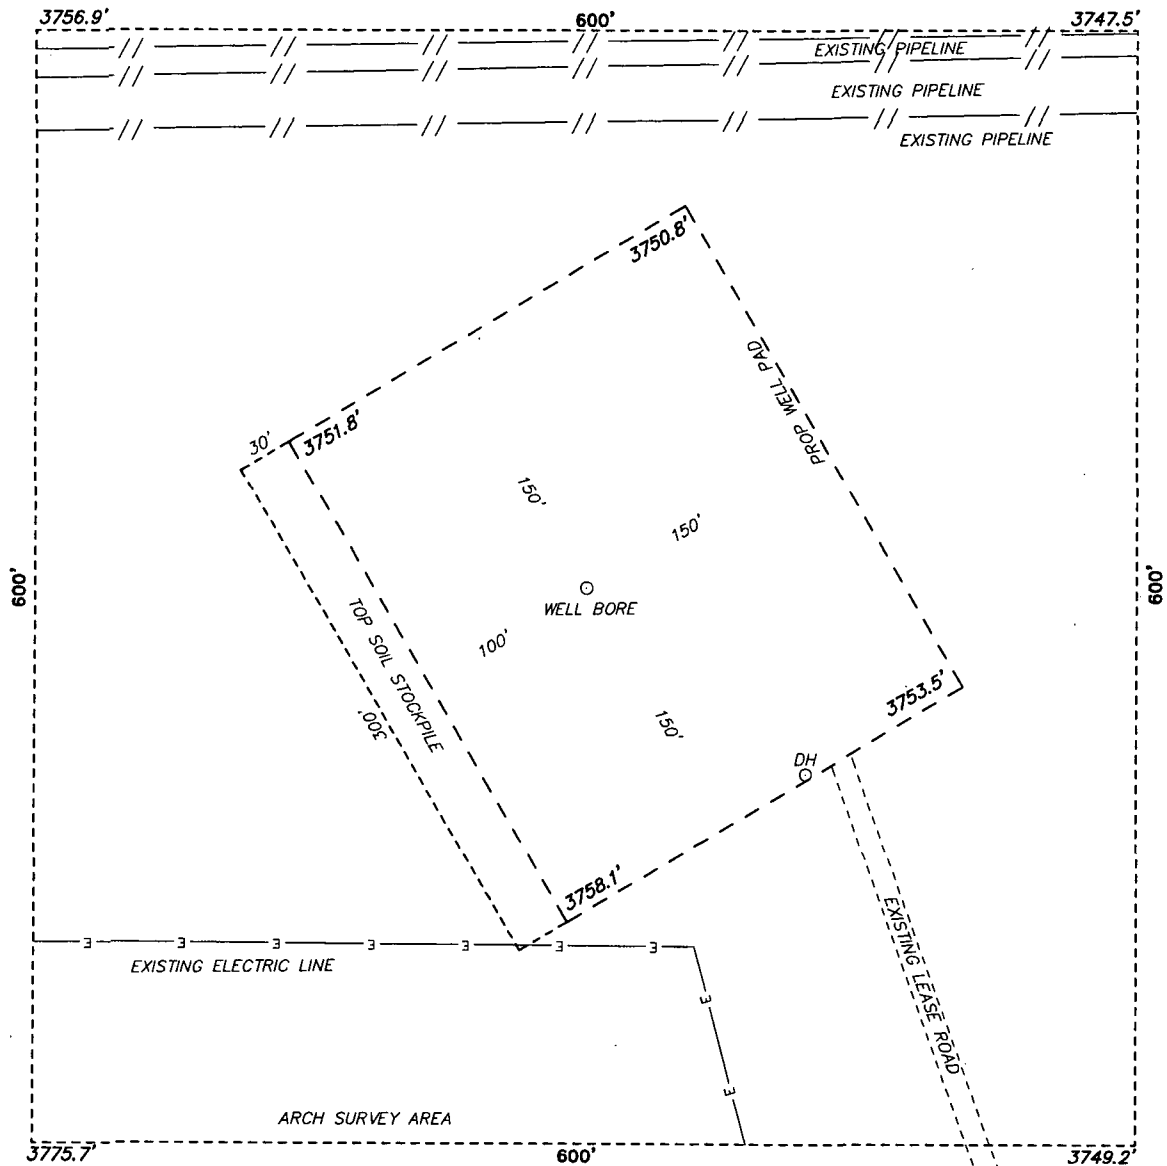 3756.9'
600'
3747.5'
EXISTING PIPELINE
EXISTING PIPELINE
EXISTING PIPELINE
3750.8'
PROP WELL PAD
30'
3751.8'
150'
150'
600'
600'
WELL BORE
TOP SOIL STOCKPILE
100'
300'
150'
3753.5'
DH
3758.1'
E E E E E E E
EXISTING ELECTRIC LINE
EXISTING LEASE ROAD
E
E
ARCH SURVEY AREA
3775.7'
600'
3749.2'